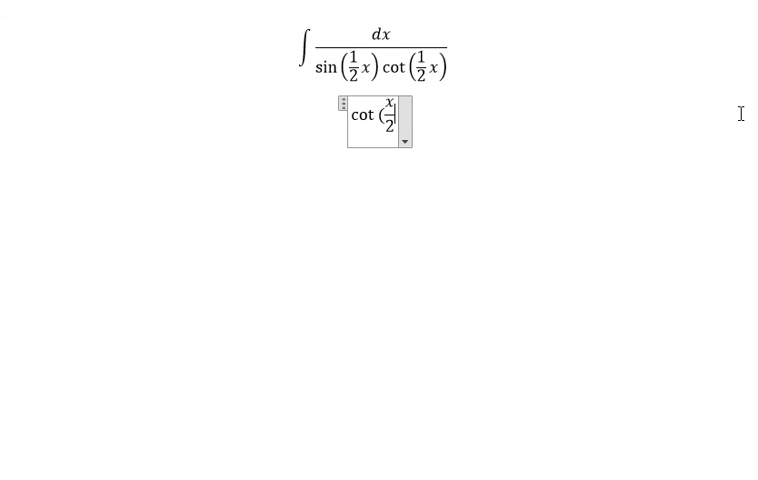 ∫ dx / sin(1/2 x) cot(1/2 x)
cot (x/2